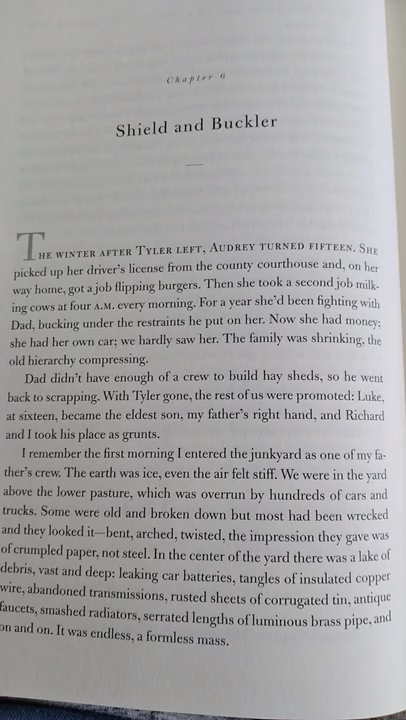 Chapter 6
Shield and Buckler
THE WINTER AFTER TYLER LEFT, AUDREY TURNED FIFTEEN. SHE
picked up her driver's license from the county courthouse and, on her
way home, got a job flipping burgers. Then she took a second job milk-
ing cows at four A.M. every morning. For a year she'd been fighting with
Dad, bucking under the restraints he put on her. Now she had money;
she had her own car; we hardly saw her. The family was shrinking, the
old hierarchy compressing.
Dad didn't have enough of a crew to build hay sheds, so he went
back to scrapping. With Tyler gone, the rest of us were promoted: Luke,
at sixteen, became the eldest son, my father's right hand, and Richard
and I took his place as grunts.
I remember the first morning I entered the junkyard as one of my fa-
ther's crew. The earth was ice, even the air felt stiff. We were in the yard
above the lower pasture, which was overrun by hundreds of cars and
trucks. Some were old and broken down but most had been wrecked
and they looked it—bent, arched, twisted, the impression they gave was
of crumpled paper, not steel. In the center of the yard there was a lake of
debris, vast and deep: leaking car batteries, tangles of insulated copper
wire, abandoned transmissions, rusted sheets of corrugated tin, antique
faucets, smashed radiators, serrated lengths of luminous brass pipe, and
on and on. It was endless, a formless mass.